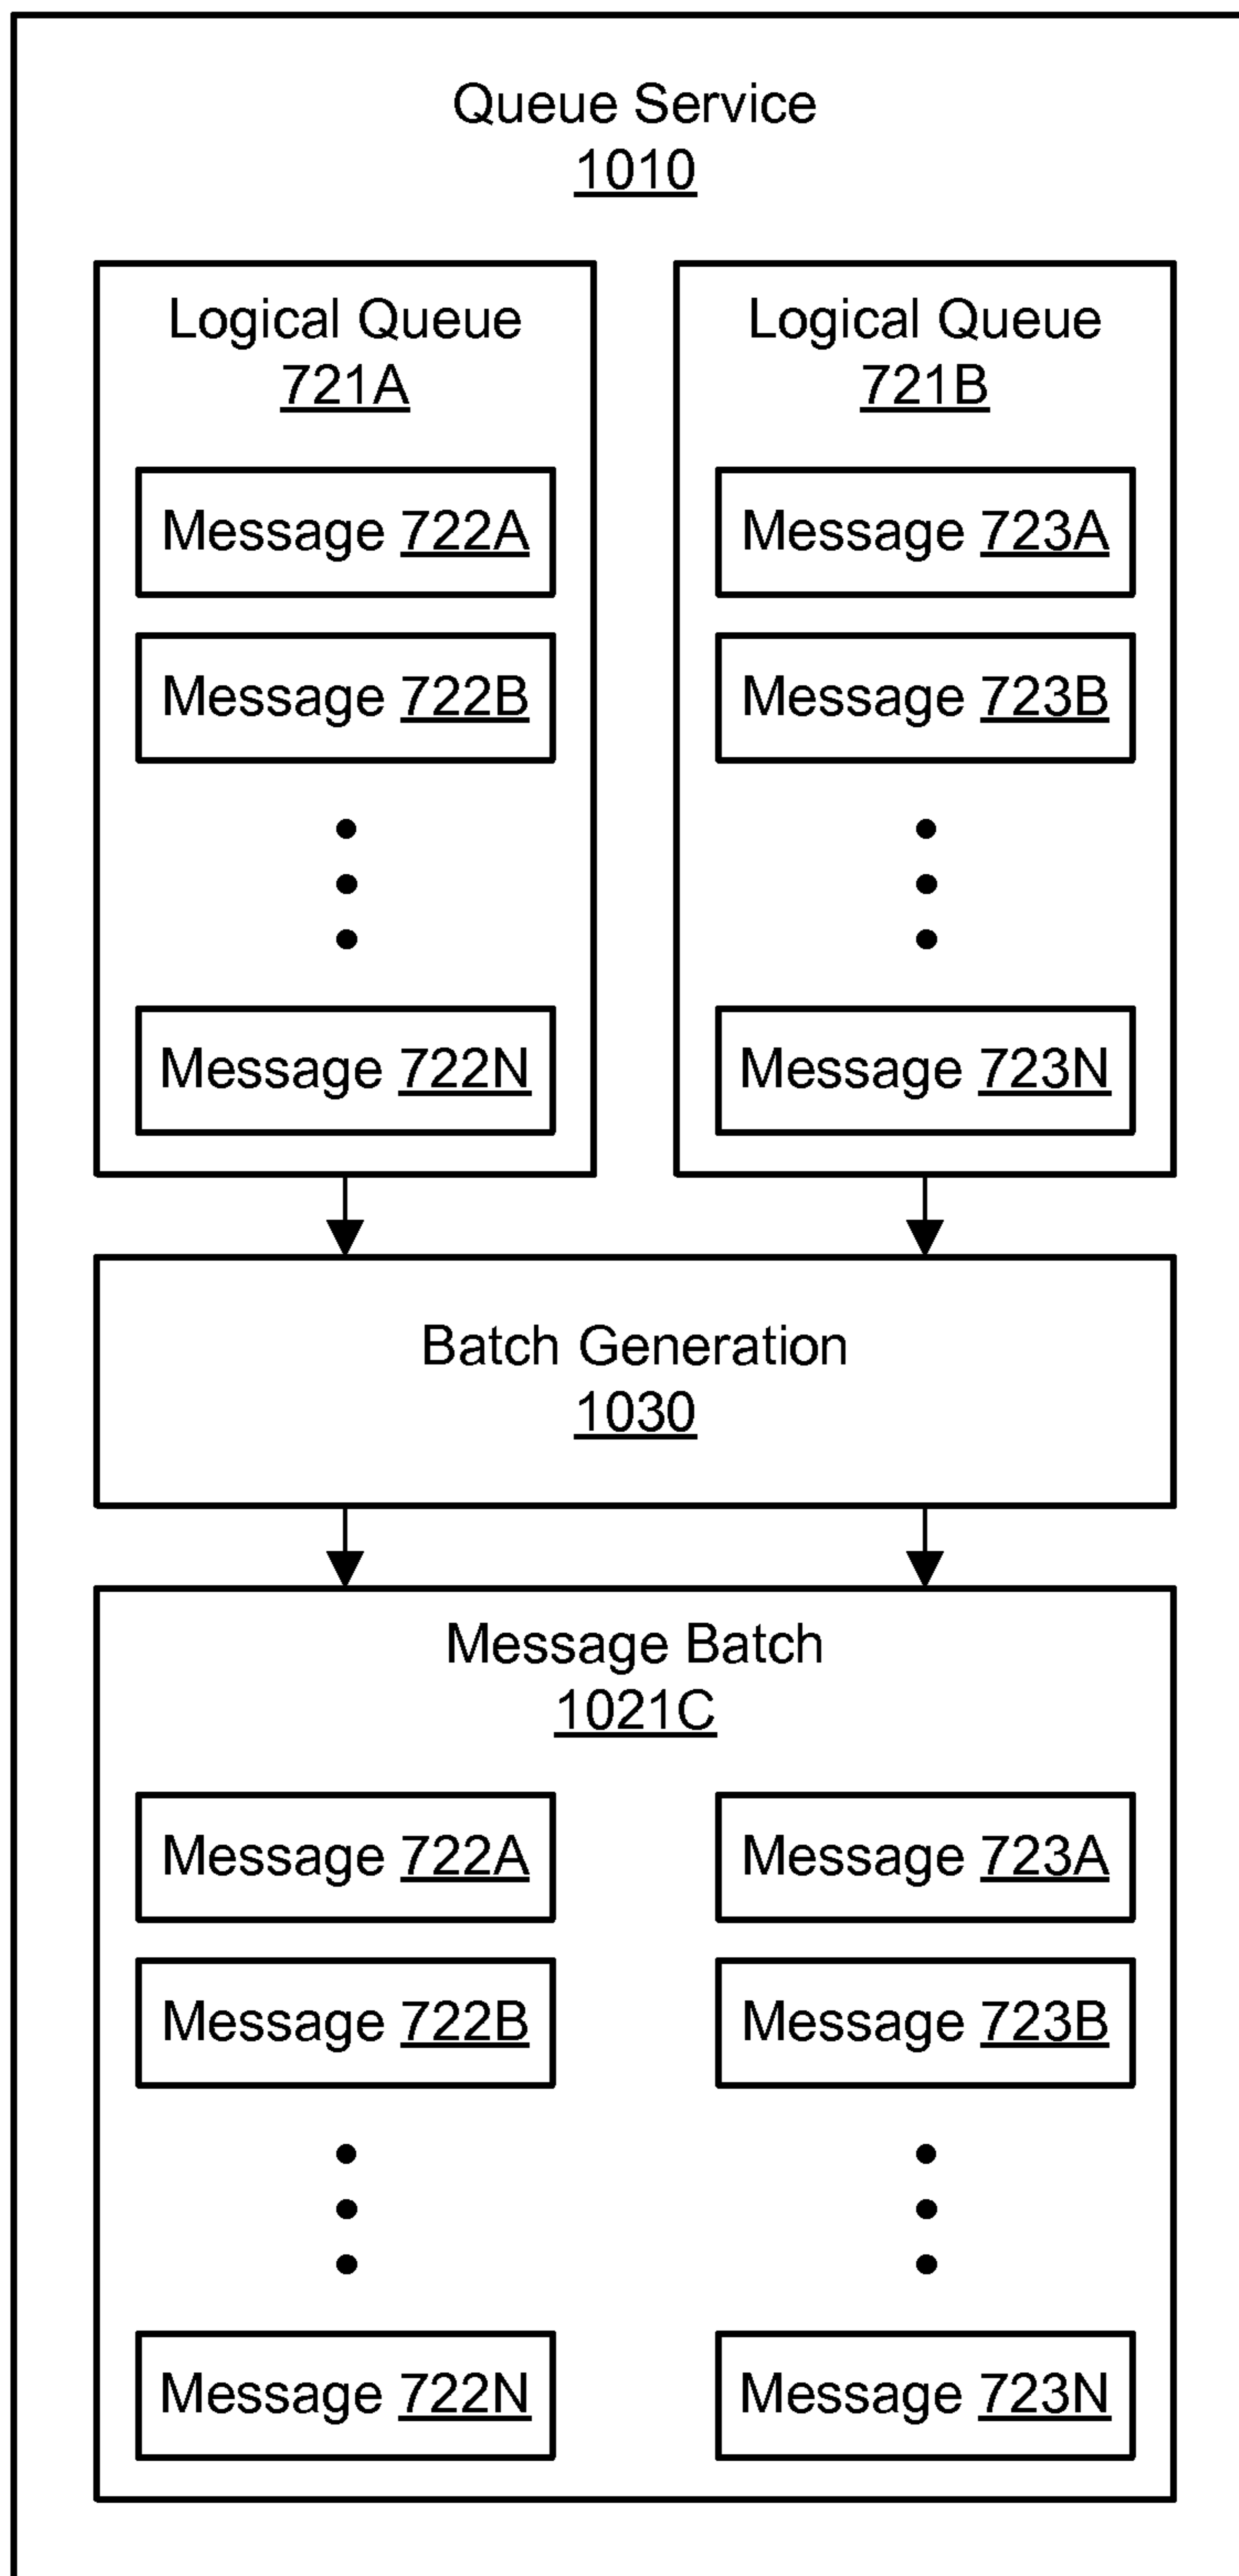 Queue Service
1010
Logical Queue
721A
Message 722A
Message 722B
Message 722N
Logical Queue
721B
Message 723A
Message 723B
Message 723N
Batch Generation
1030
Message Batch
1021C
Message 722A
Message 722B
Message 722N
Message 723A
Message 723B
Message 723N